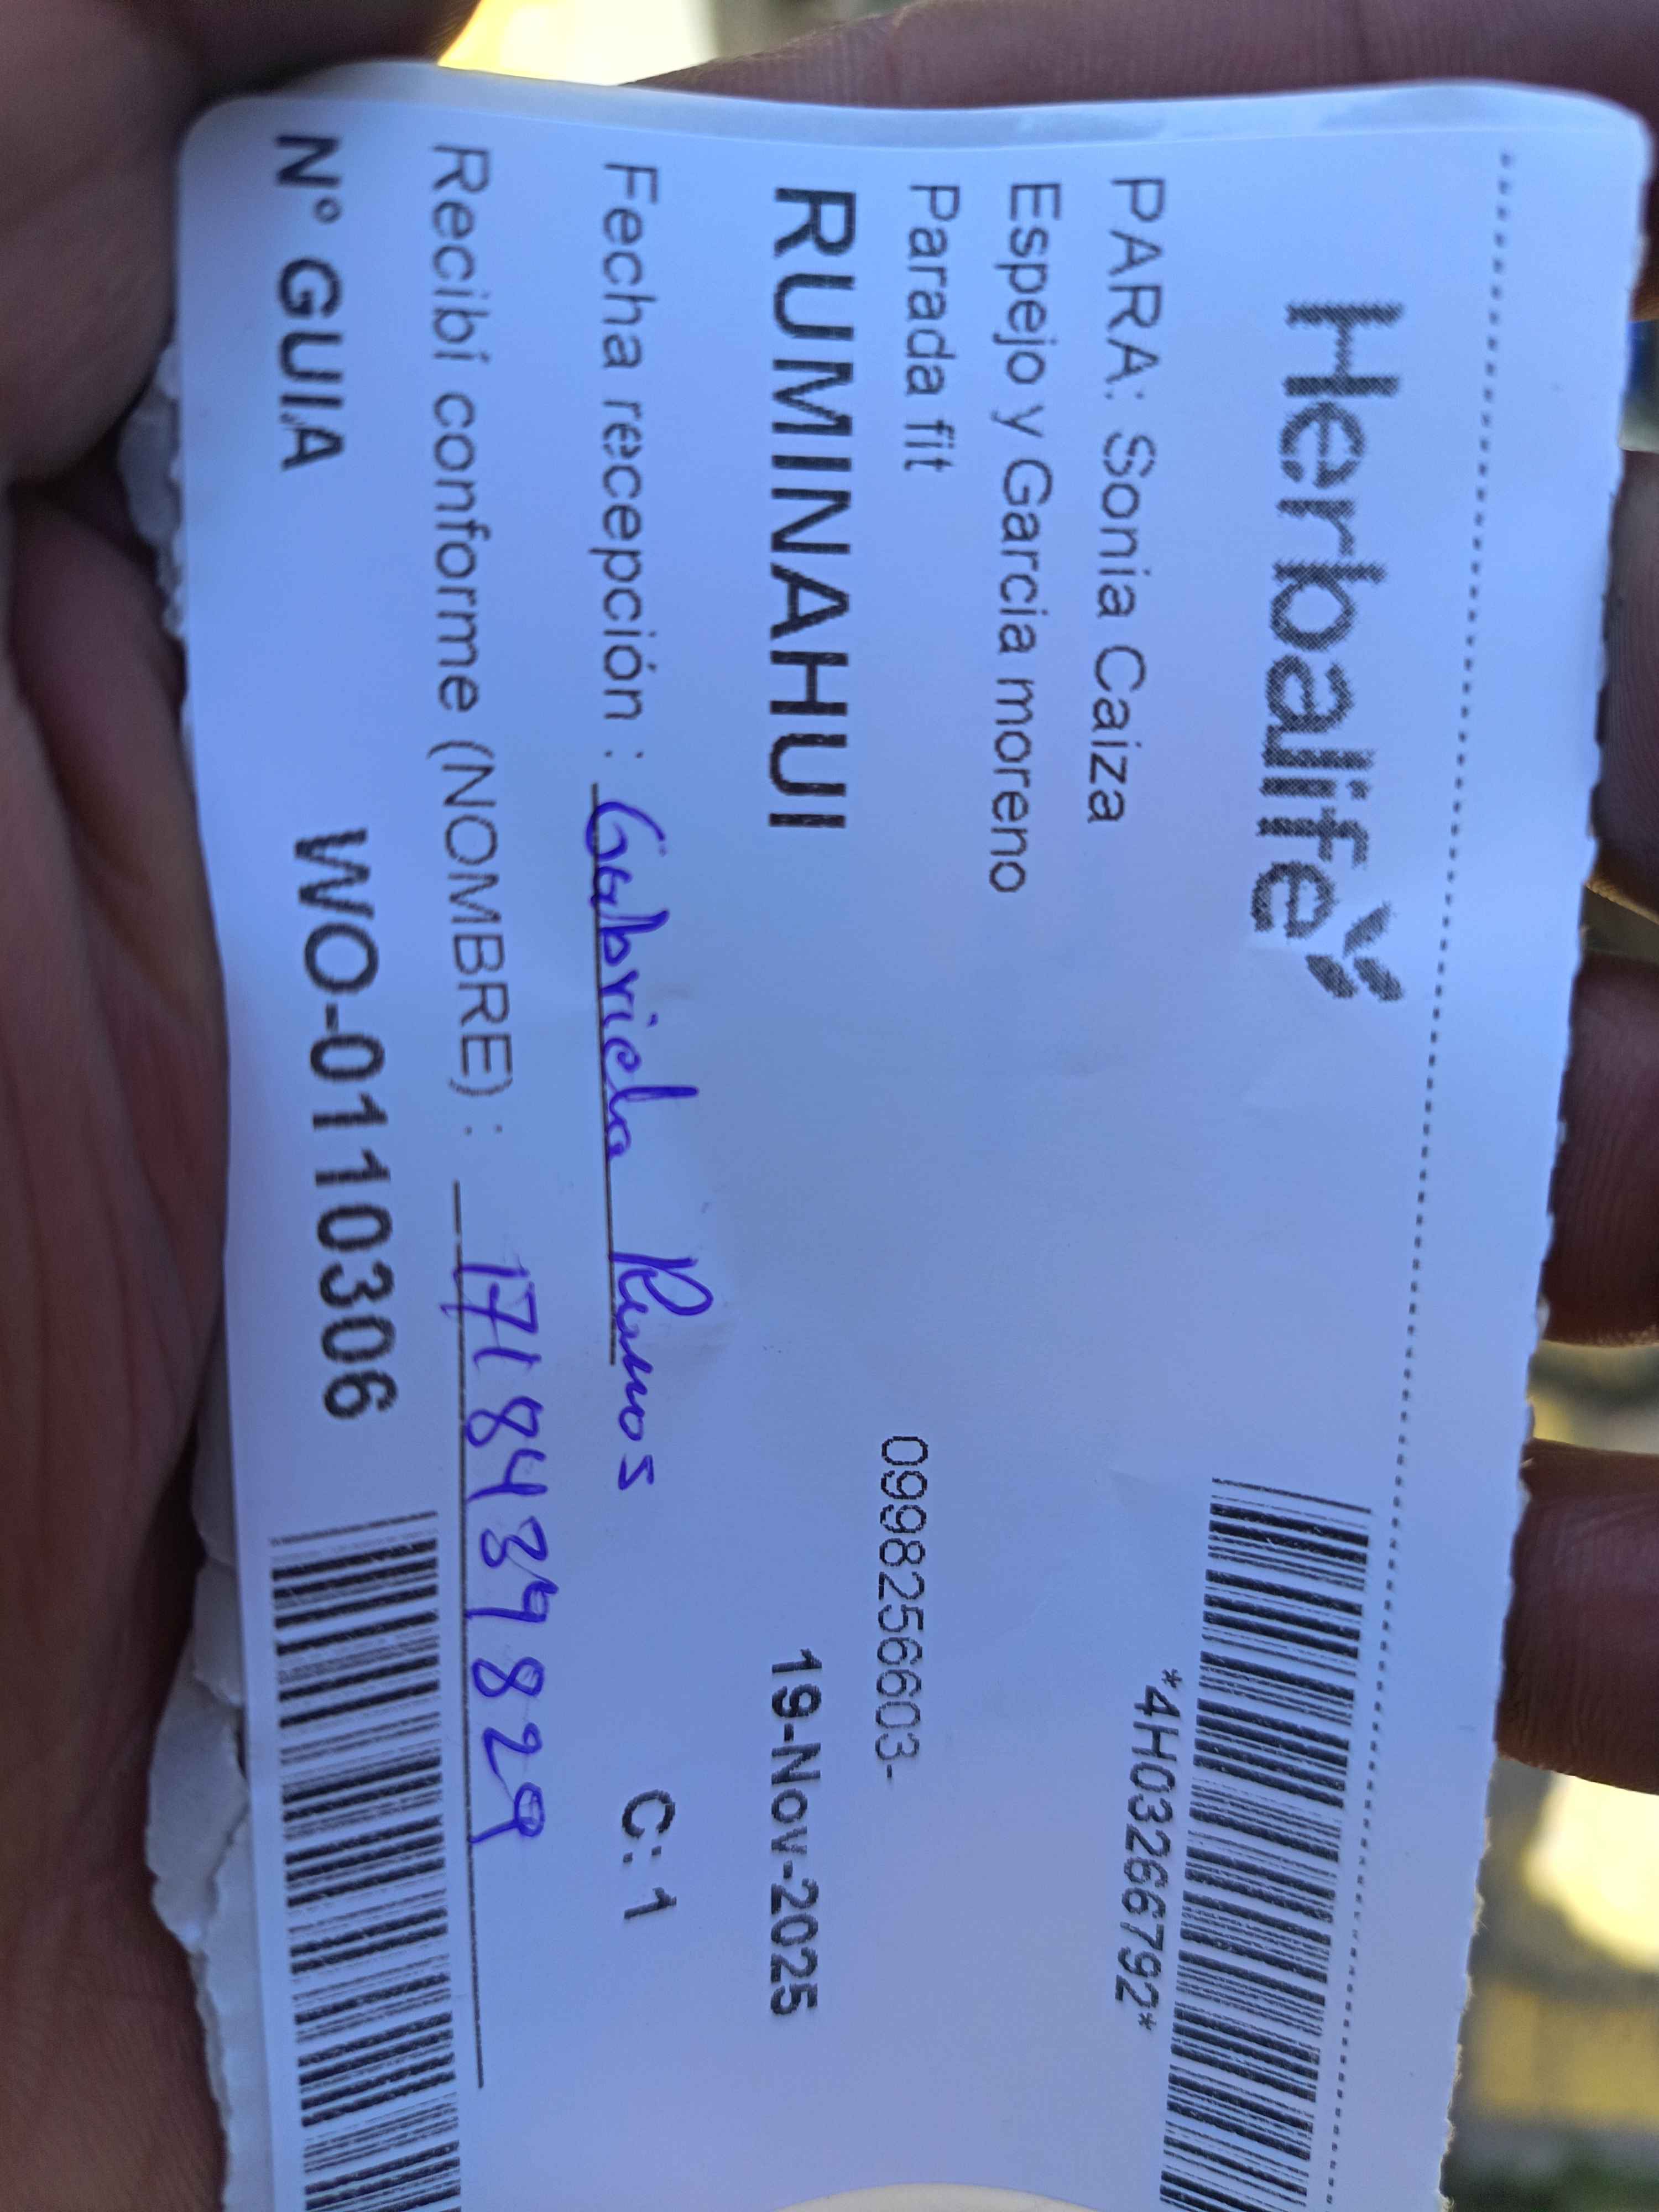 Herbalife
*4H03266792*
PARA: Sonia Caiza
Espejo y Garcia moreno
Parada fit
0998256603-
RUMINAHUI 19-Nov-2025
Fecha recepción : Gabriela Ramos C: 1
Recibí conforme (NOMBRE) : 1718439829
N° GUIA WO-0110306